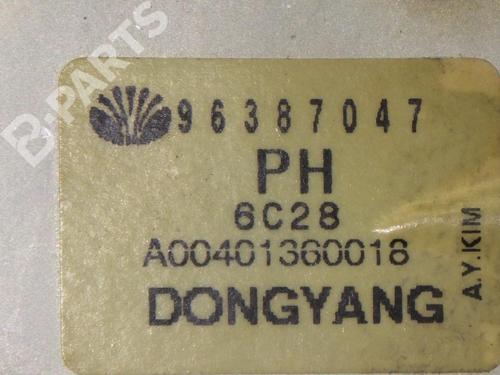 B-PARTS
96387047
PH
6C28
A00401360018
DONGYANG
A.Y.KIM